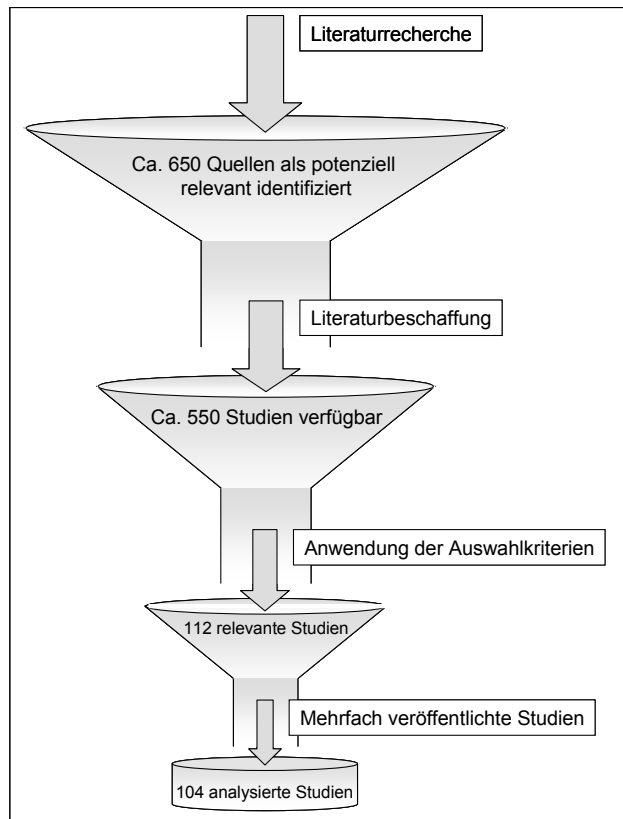 Literaturrecherche
Ca. 650 Quellen als potenziell
relevant identifiziert
Literaturbeschaffung
Ca. 550 Studien verfügbar
Anwendung der Auswahlkriterien
112 relevante Studien
Mehrfach veröffentlichte Studien
104 analysierte Studien